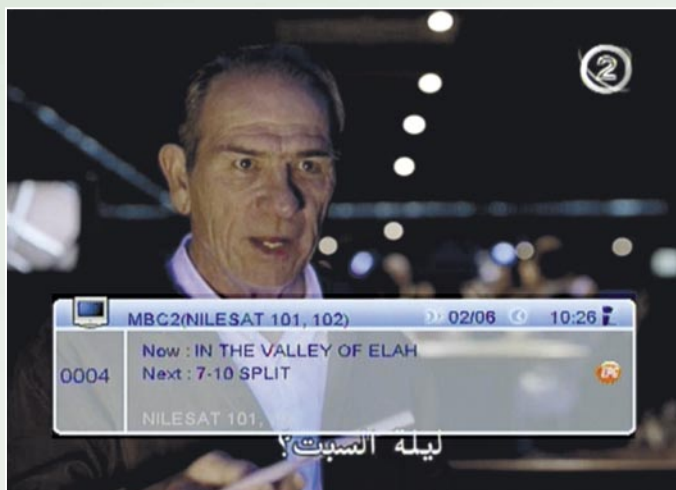 2
MBC2(NILESAT 101, 102) 02/06 10:26
Now : IN THE VALLEY OF ELAH
0004
Next : 7-10 SPLIT
EPG
NILESAT 101,
ليلة السبت؟